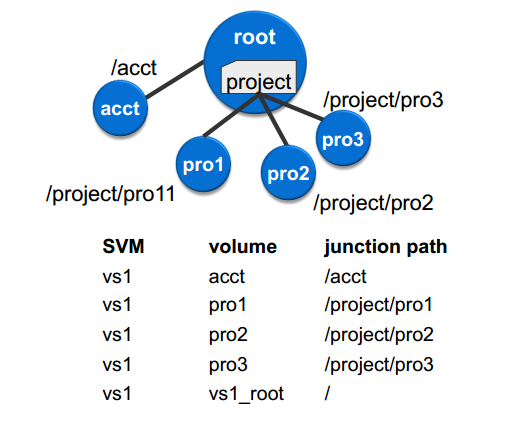 root
/acct
project
/project/pro3
acct
pro3
pro1
pro2
/project/pro11
/project/pro2
SVM volume junction path
vs1 acct /acct
vs1 pro1 /project/pro1
vs1 pro2 /project/pro2
vs1 pro3 /project/pro3
vs1 vs1_root /